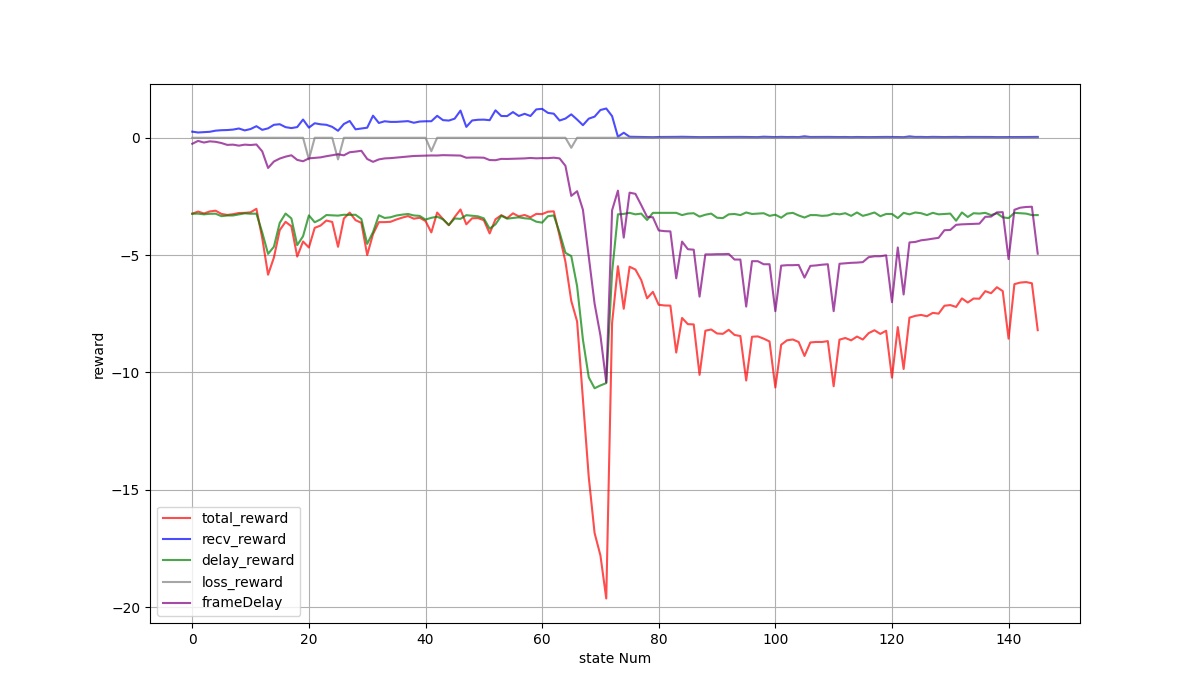 0
−5
−10
−15
−20
reward
total_reward
recv_reward
delay_reward
loss_reward
frameDelay
0 20 40 60 80 100 120 140
state Num